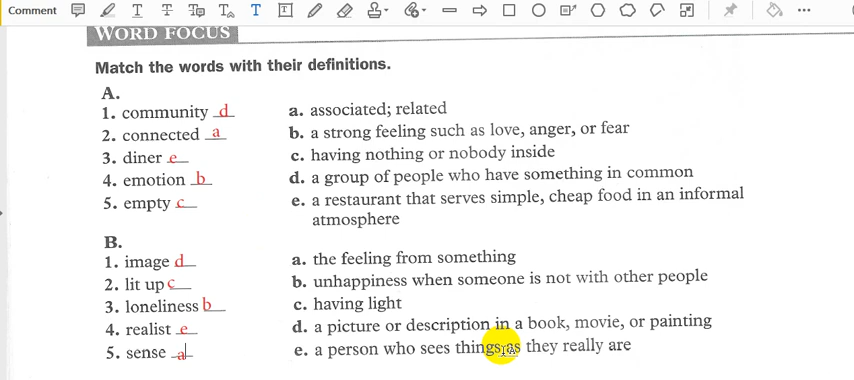 Comment
WORD FOCUS
Match the words with their definitions.
A.
1. community d
a. associated; related
2. connected a
b. a strong feeling such as love, anger, or fear
3. diner e
c. having nothing or nobody inside
4. emotion b
d. a group of people who have something in common
5. empty c
e. a restaurant that serves simple, cheap food in an informal
atmosphere
B.
1. image d
a. the feeling from something
2. lit up c
b. unhappiness when someone is not with other people
3. loneliness b
c. having light
4. realist e
d. a picture or description in a book, movie, or painting
5. sense a
e. a person who sees things as they really are